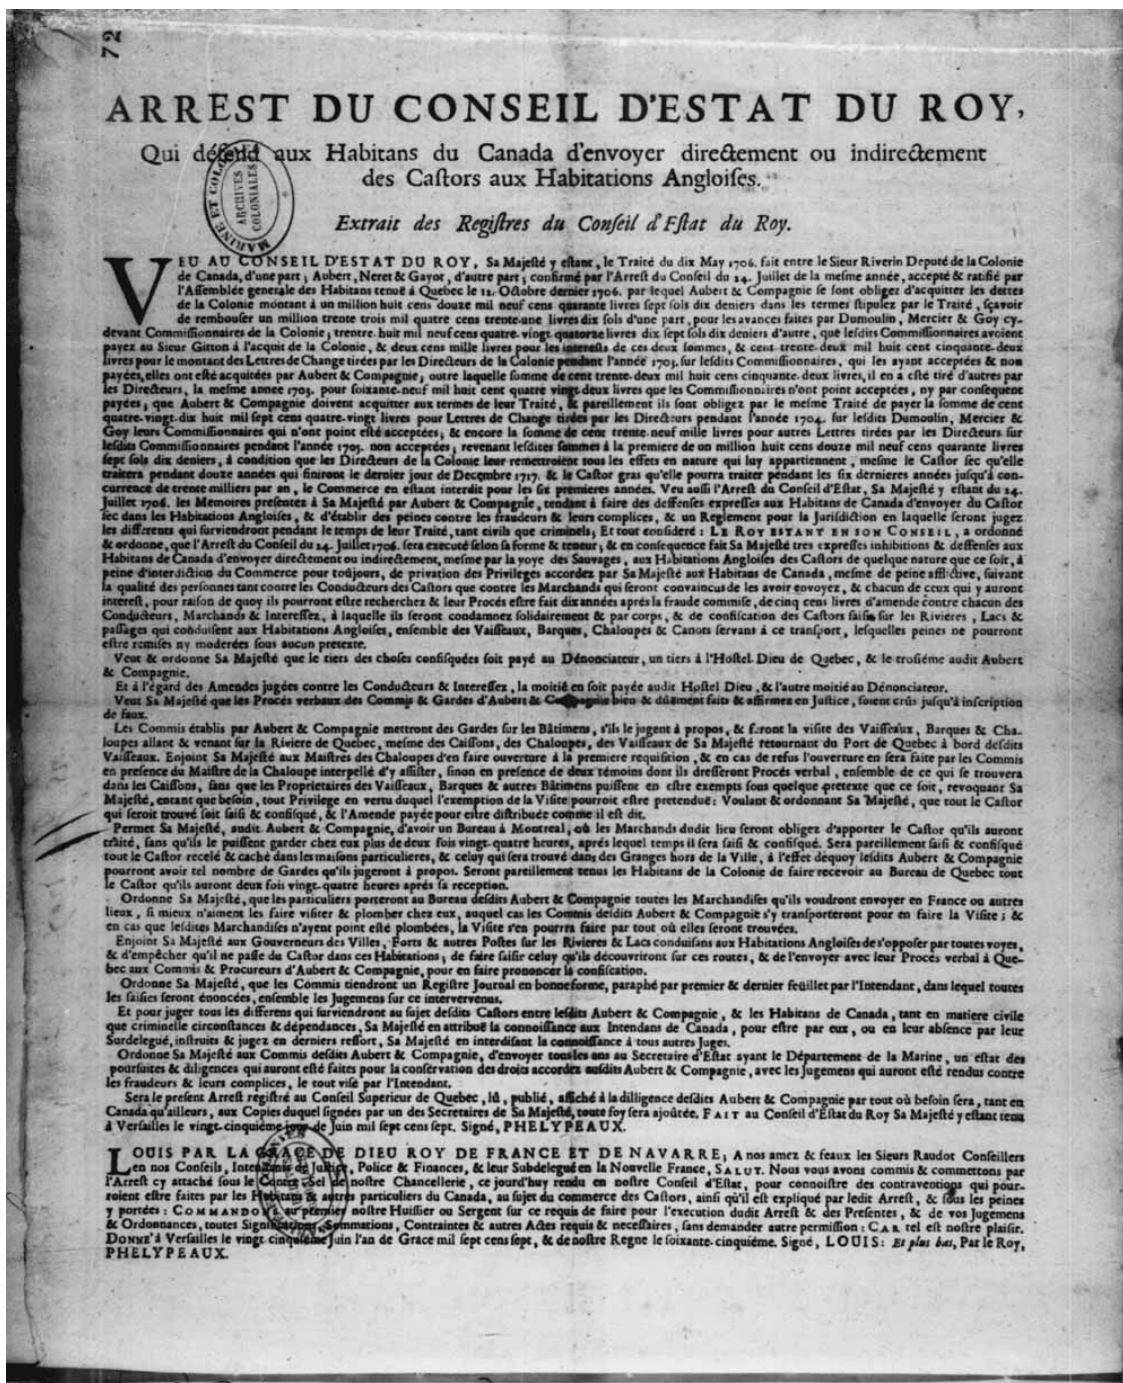 72
ARREST DU CONSEIL D'ESTAT DU ROY,
Qui défend aux Habitans du Canada d'envoyer directement ou indirectement
des Castors aux Habitations Angloises.
MARINE ET COLONIES
ARCHIVES
COLONIALES
Extrait des Registres du Conseil d'Estat du Roy.
VEU AU CONSEIL D'ESTAT DU ROY, Sa Majesté y estant, le Traité du dix May 1706. fait entre le Sieur Riverin Deputé de la Colonie
de Canada, d'une part; Aubert, Neret & Gayot, d'autre part; confirmé par l'Arrest du Conseil du 24. Juillet de la mesme année, accepté & ratifié par
l'Assemblée generale des Habitans tenuë à Quebec le 12. Octobre dernier 1706. par lequel Aubert & Compagnie se sont obligez d'acquitter les dettes
de la Colonie montant à un million huit cens douze mil neuf cens quarante livres sept sols dix deniers dans les termes stipulez par le Traité, sçavoir
de rembouser un million trente trois mil quatre cens trente-une livres dix sols d'une part, pour les avances faites par Dumoulin, Mercier & Goy cy-
devant Commissionnaires de la Colonie; trentre-huit mil neuf cens quatre-vingt-quatorze livres dix sept sols dix deniers d'autre, que lesdits Commissionnaires avoient
payez au Sieur Gitton à l'acquit de la Colonie, & deux cens mille livres pour les interests de ces deux sommes, & cent-trente-deux mil huit cent cinquante-deux
livres pour le montant des Lettres de Change tirées par les Directeurs de la Colonie pendant l'année 1703. sur lesdits Commissionnaires, qui les ayant acceptées & non
payées, elles ont esté acquitées par Aubert & Compagnie, outre laquelle somme de cent trente-deux mil huit cens cinquante-deux livres, il en a esté tiré d'autres par
les Directeurs, la mesme annee 1703. pour soixante-neuf mil huit cent quatre vingt-deux livres que les Commissionnaires n'ont point acceptées, ny par consequent
payées; que Aubert & Compagnie doivent acquitter aux termes de leur Traité, & pareillement ils sont obligez par le mesme Traité de payer la somme de cent
quatre-vingt-dix huit mil sept cens quatre-vingt livres pour Lettres de Change tirées par les Directeurs pendant l'année 1704. sur lesdits Dumoulin, Mercier &
Goy leurs Commissionnaires qui n'ont point esté acceptées; & encore la somme de cent trente-neuf mille livres pour autres Lettres tirées par les Directeurs sur
lesdits Commissionnaires pendant l'année 1705. non acceptées; revenant lesdites sommes à la premiere de un million huit cens douze mil neuf cens quarante livres
sept sols dix deniers; à condition que les Directeurs de la Colonie leur remettroient tous les effets en nature qui luy appartienent, mesme le Castor sec qu'elle
traitera pendant douze années qui finiront le dernier jour de Decembre 1717. & le Castor gras qu'elle pourra traiter pendant les six dernieres années jusqu'à con-
currence de trente milliers par an, le Commerce en estant interdit pour les six premieres années. Veu aussi l'Arrest du Conseil d'Estat, Sa Majesté y estant du 24.
Juillet 1706. les Memoires presentez à Sa Majesté par Aubert & Compagnie, tendant à faire des deffenses expresses aux Habitans de Canada d'envoyer du Castor
sec dans les Habitations Angloises, & d'établir des peines contre les fraudeurs & leurs complices, & un Reglement pour la Jurisdiction en laquelle seront jugez
les differents qui surviendront pendant le temps de leur Traité, tant civils que criminels; Et tout consideré: LE ROY ESTANT EN SON CONSEIL, a ordonné
& ordonne, que l'Arrest du Conseil du 24. Juillet 1706. sera executé selon sa forme & teneur; & en consequence fait Sa Majesté tres expresses inhibitions & deffenses aux
Habitans de Canada d'envoyer directement ou indirectement, mesme par la voye des Sauvages, aux Habitations Angloises des Castors de quelque nature que ce soit, à
peine d'interdiction du Commerce pour toûjours, de privation des Privileges accordez par Sa Majesté aux Habitans de Canada, mesme de peine afflictive, suivant
la qualité des personnes tant contre les Conducteurs des Castors que contre les Marchands qui seront convaincus de les avoir envoyez, & chacun de ceux qui y auront
interest, pour raison de quoy ils pourront estre recherchez & leur Procés estre fait dix années aprés la fraude commise, de cinq cens livres d'amende contre chacun des
Conducteurs, Marchands & Interessez, à laquelle ils seront condamnez solidairement & par corps, & de confiscation des Castors saisis sur les Rivieres, Lacs &
passages qui conduisent aux Habitations Angloises, ensemble des Vaisseaux, Barques, Chaloupes & Canots servans à ce transport, lesquelles peines ne pourront
estre remises ny moderées sous aucun pretexte.
Veut & ordonne Sa Majesté que le tiers des choses confisquées soit payé au Dénonciateur, un tiers à l'Hostel Dieu de Quebec, & le trosiéme audit Aubert
& Compagnie.
Et à l'égard des Amendes jugées contre les Conducteurs & Interessez, la moitié en soit payée audit Hostel Dieu, & l'autre moitié au Dénonciateur.
Veut Sa Majesté que les Procés verbaux des Commis & Gardes d'Aubert & Compagnie bien & dûement faits & affirmez en Justice, soient crûs jusqu'à inscription
de faux.
Les Commis établis par Aubert & Compagnie mettront des Gardes sur les Bâtimens, s'ils le jugent à propos, & feront la visite des Vaisseaux, Barques & Cha-
loupes allant & venant sur la Riviere de Quebec, mesme des Caissons, des Chaloupes, des Vaisseaux de Sa Majesté retournant du Port de Quebec à bord desdits
Vaisseaux. Enjoint Sa Majesté aux Maistres des Chaloupes d'en faire ouverture à la premiere requisition, & en cas de refus l'ouverture en sera faite par les Commis
en presence du Maistre de la Chaloupe interpellé d'y assister, sinon en presence de deux témoins dont ils dresseront Procés verbal, ensemble de ce qui se trouvera
dans les Caissons, sans que les Proprietaires des Vaisseaux, Barques & autres Bâtimens puissent en estre exempts sous quelque pretexte que ce soit, revoquant Sa
Majesté, entant que besoin, tout Privilege en vertu duquel l'exemption de la Visite pourroit estre pretenduë: Voulant & ordonnant Sa Majesté, que tout le Castor
qui seroit trouvé soit saisi & confisqué, & l'Amende payée pour estre distribuée comme il est dit.
Permet Sa Majesté, audit Aubert & Compagnie, d'avoir un Bureau à Montreal, où les Marchands dudit lieu seront obligez d'apporter le Castor qu'ils auront
traité, sans qu'ils le puissent garder chez eux plus de deux fois vingt-quatre heures, aprés lequel temps il sera saisi & confisqué. Sera pareillement saisi & confisqué
tout le Castor recelé & caché dans les maisons particulieres, & celuy qui sera trouvé dans des Granges hors de la Ville, à l'effet déquoy lesdits Aubert & Compagnie
pourront avoir tel nombre de Gardes qu'ils jugeront à propos. Seront pareillement tenus les Habitans de la Colonie de faire recevoir au Bureau de Quebec tout
le Castor qu'ils auront deux fois vingt-quatre heures aprés sa reception.
Ordonne Sa Majesté, que les particuliers porteront au Bureau desdits Aubert & Compagnie toutes les Marchandises qu'ils voudront envoyer en France ou autres
lieux, si mieux n'aiment les faire visiter & plomber chez eux, auquel cas les Commis desdits Aubert & Compagnie s'y transporteront pour en faire la Visite; &
en cas que lesdites Marchandises n'ayent point esté plombées, la Visite s'en pourra faire par tout où elles seront trouvées.
Enjoint Sa Majesté aux Gouverneurs des Villes, Forts & autres Postes sur les Rivieres & Lacs conduisans aux Habitations Angloises de s'opposer par toutes voyes,
& d'empêcher qu'il ne passe du Castor dans ces Habitations; de faire saisir celuy qu'ils découvriront sur ces routes, & de l'envoyer avec leur Procés verbal à Que-
bec aux Commis & Procureurs d'Aubert & Compagnie, pour en faire prononcer la confiscation.
Ordonne Sa Majesté, que les Commis tiendront un Registre Journal en bonne forme, paraphé par premier & dernier feüillet par l'Intendant, dans lequel toutes
les saisies seront énoncées, ensemble les Jugemens sur ce intervervenus.
Et pour juger tous les differens qui surviendront au sujet desdits Castors entre lesdits Aubert & Compagnie, & les Habitans de Canada, tant en matiere civile
que criminelle circonstances & dépendances, Sa Majesté en attribuë la connoissance aux Intendans de Canada, pour estre par eux, ou en leur absence par leur
Surdelegué, instruits & jugez en derniers ressort, Sa Majesté en interdisant la connoissance à tous autres Juges.
Ordonne Sa Majesté aux Commis desdits Aubert & Compagnie, d'envoyer tous les ans au Secretaire d'Estat ayant le Département de la Marine, un estat des
poursuites & diligences qui auront esté faites pour la conservation des droits accordez ausdits Aubert & Compagnie, avec les Jugemens qui auront esté rendus contre
les fraudeurs & leurs complices, le tout visé par l'Intendant.
Sera le present Arrest régistré au Conseil Superieur de Quebec, lû, publié, affiché à la dilligence desdits Aubert & Compagnie par tout où besoin sera, tant en
Canada qu'ailleurs, aux Copies duquel signées par un des Secretaires de Sa Majesté, toute foy sera ajoûtée. FAIT au Conseil d'Estat du Roy Sa Majesté y estant tenu
à Versailles le vingt-cinquiéme jour de Juin mil sept cens sept. Signé, PHELYPEAUX.
LOUIS PAR LA GRACE DE DIEU ROY DE FRANCE ET DE NAVARRE; A nos amez & feaux les Sieurs Raudot Conseillers
en nos Conseils, Intendans de Justice, Police & Finances, & leur Subdelegué en la Nouvelle France, SALUT. Nous vous avons commis & commettons par
l'Arrest cy attaché sous le Contre-Sel de nostre Chancellerie, ce jourd'huy rendu en nostre Conseil d'Estat, pour connoistre des contraventions qui pour-
roient estre faites par les Habitans & autres particuliers du Canada, au sujet du commerce des Castors, ainsi qu'il est expliqué par ledit Arrest, & sous les peines
y portées: COMMANDONS au premier nostre Huissier ou Sergent sur ce requis de faire pour l'execution dudit Arrest & des Presentes, & de vos Jugemens
& Ordonnances, toutes Significations, Sommations, Contraintes & autres Actes requis & necessaires, sans demander autre permission: CAR tel est nostre plaisir.
DONNE' à Versailles le vingt-cinquiéme Juin l'an de Grace mil sept cens sept, & de nostre Regne le soixante-cinquiéme. Signé, LOUIS: Et plus bas, Par le Roy,
PHELYPEAUX.